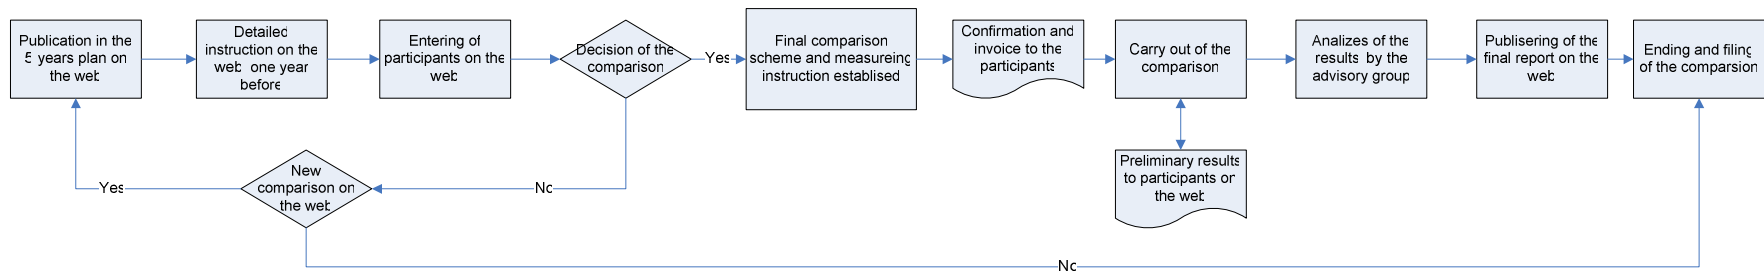 Publication in the
5 years plan on
the web
Detailed
instruction on the
web one year
before
Entering of
participants on the
web
Decision of the
comparison
Yes
Final comparison
scheme and measureing
instruction establised
Confirmation and
invoice to the
participants
Carry out of the
comparison
Analizes of the
results by the
advisory group
Publisering of the
final report on the
web
Ending and filing
of the comparsion
Preliminary results
to participants on
the web
New
comparison on
the web
Yes
No
No